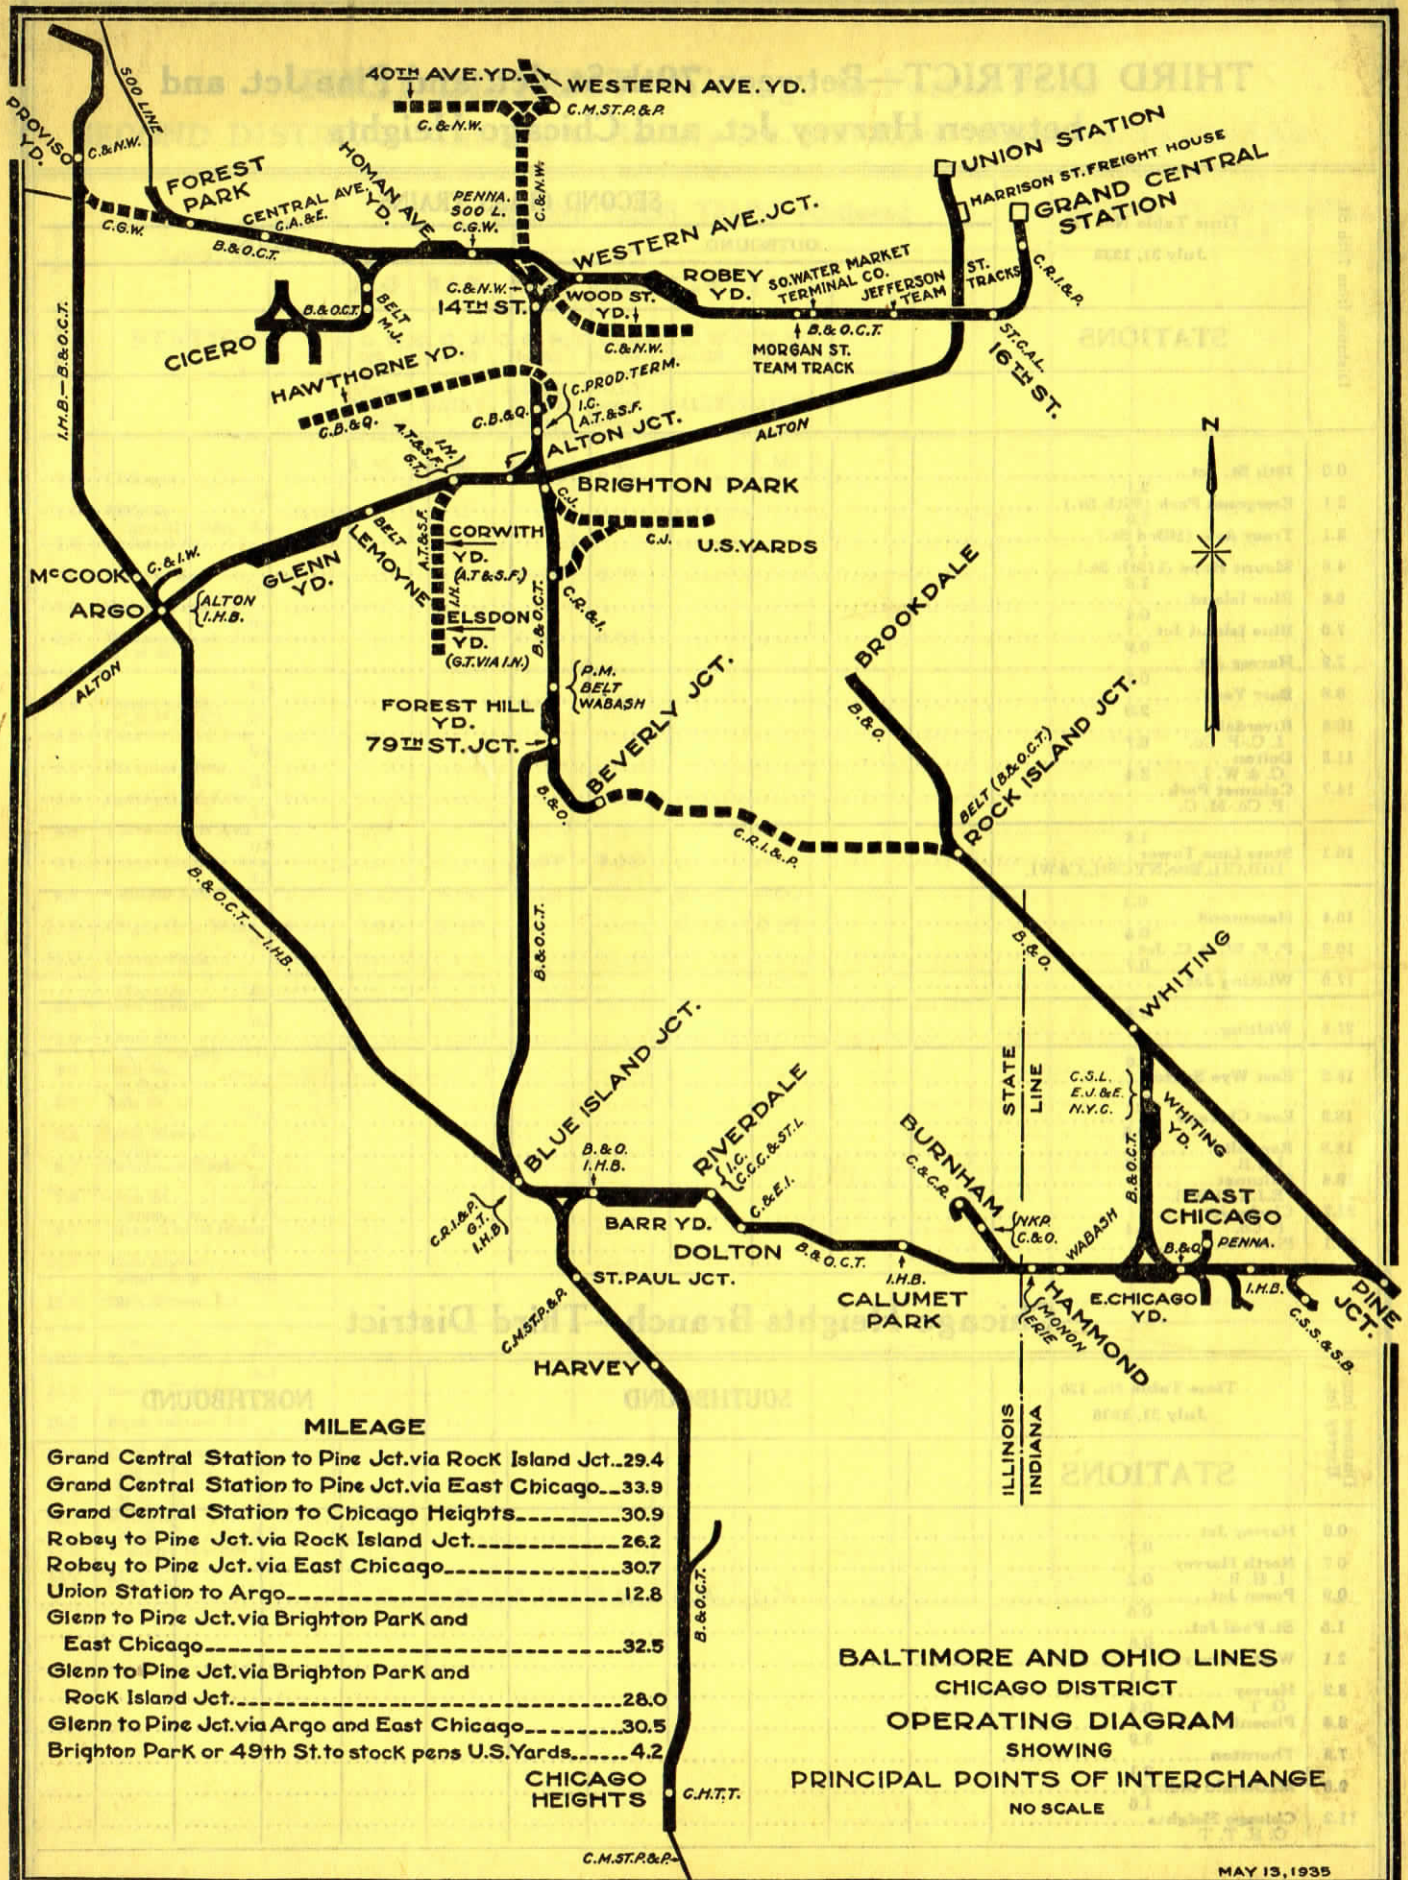 40TH AVE. YD.
WESTERN AVE. YD.
C.M.ST.P.&P.
C.&N.W.
SOO LINE
PROVISO YD.
C.&N.W.
FOREST PARK
HOMAN AVE. YD.
CENTRAL AVE.
C.A.&E.
C.G.W.
B.&O.C.T.
PENNA.
SOO L.
C.G.W.
C.&N.W.
UNION STATION
HARRISON ST. FREIGHT HOUSE
GRAND CENTRAL
STATION
WESTERN AVE. JCT.
ROBEY
YD.
SO. WATER MARKET
TERMINAL CO.
JEFFERSON
TEAM
ST.
TRACKS
C.R.I.&P.
C.&N.W.
14TH ST.
WOOD ST.
YD.
C.&N.W.
B.&O.C.T.
MORGAN ST.
TEAM TRACK
ST.C.A.L.
16TH ST.
B.&O.C.T.
BELT
M.J.
CICERO
I.H.B.—B.&O.C.T.
HAWTHORNE YD.
C.B.&Q.
C.B.&Q.
C.PROD.TERM.
I.C.
A.T.&S.F.
ALTON JCT.
ALTON
I.N.
A.T.&S.F.
G.T.
BRIGHTON PARK
C.J.
C.J.
U.S.YARDS
BELT
LEMOYNE
GLENN
YD.
A.T.&S.F.
I.N.
CORWITH
YD.
(A.T.&S.F.)
ELSDON
YD.
(G.T. VIA I.N.)
B.&O.C.T.
C.R.&I.
McCOOK
C.&I.W.
ARGO
ALTON
I.H.B.
ALTON
N
BROOKDALE
B.&O.
P.M.
BELT
WABASH
FOREST HILL
YD.
79TH ST. JCT.
BEVERLY JCT.
B.&O.
C.R.I.&P.
BELT (B.&O.C.T.)
ROCK ISLAND JCT.
B.&O.C.T.—I.H.B.
B.&O.C.T.
B.&O.
WHITING
STATE LINE
C.S.L.
E.J.&E.
N.Y.C.
WHITING
YD.
B.&O.C.T.
BLUE ISLAND JCT.
B.&O.
I.H.B.
RIVERDALE
I.C.
C.C.C.&ST.L
C.R.I.&P.
G.T.
I.H.B.
BARR YD.
C.&E.I.
DOLTON
B.&O.C.T.
I.H.B.
CALUMET
PARK
BURNHAM
C.&C.R.
NKP.
C.&O.
WABASH
EAST
CHICAGO
B.&O.
PENNA.
E.CHICAGO
YD.
I.H.B.
C.S.S.&S.B.
PINE
JCT.
HAMMOND
MONON
ERIE
ST. PAUL JCT.
C.M.ST.P.&P.
HARVEY
ILLINOIS
INDIANA
B.&O.C.T.
MILEAGE
Grand Central Station to Pine Jct. via Rock Island Jct. 29.4
Grand Central Station to Pine Jct. via East Chicago 33.9
Grand Central Station to Chicago Heights 30.9
Robey to Pine Jct. via Rock Island Jct. 26.2
Robey to Pine Jct. via East Chicago 30.7
Union Station to Argo 12.8
Glenn to Pine Jct. via Brighton Park and
East Chicago 32.5
Glenn to Pine Jct. via Brighton Park and
Rock Island Jct. 28.0
Glenn to Pine Jct. via Argo and East Chicago 30.5
Brighton Park or 49th St. to stock pens U.S. Yards 4.2
CHICAGO
HEIGHTS
C.H.T.T.
C.M.ST.P.&P.
BALTIMORE AND OHIO LINES
CHICAGO DISTRICT
OPERATING DIAGRAM
SHOWING
PRINCIPAL POINTS OF INTERCHANGE
NO SCALE
MAY 13, 1935